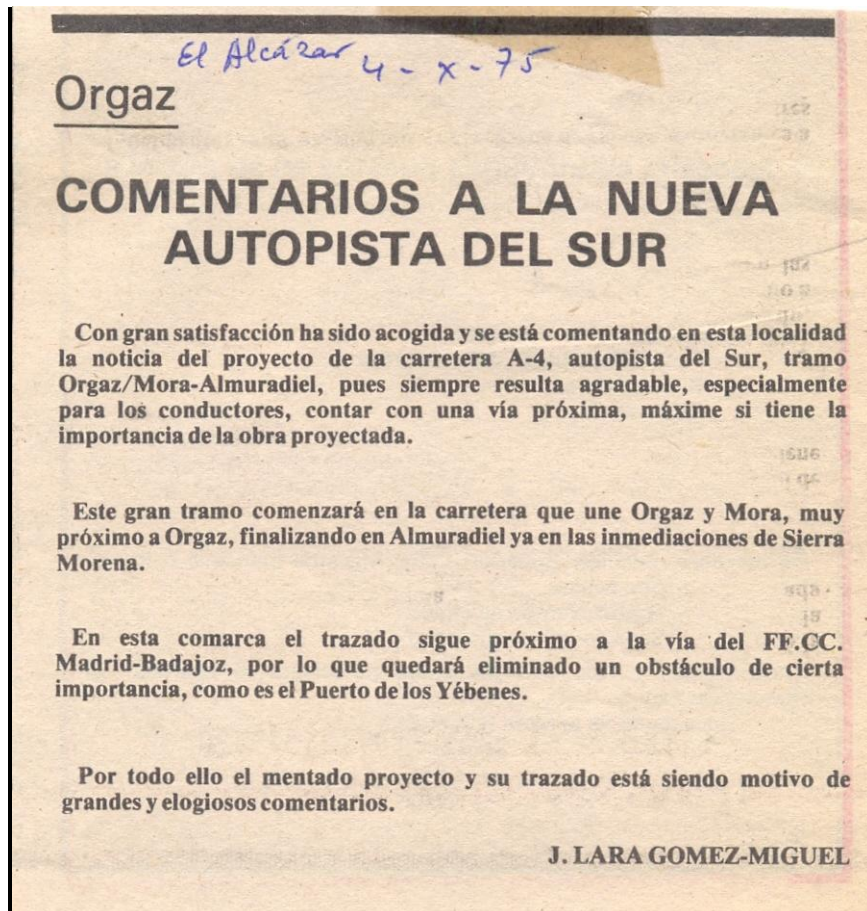 El Alcázar 4-X-75
Orgaz
COMENTARIOS A LA NUEVA
AUTOPISTA DEL SUR
Con gran satisfacción ha sido acogida y se está comentando en esta localidad
la noticia del proyecto de la carretera A-4, autopista del Sur, tramo
Orgaz/Mora-Almuradiel, pues siempre resulta agradable, especialmente
para los conductores, contar con una vía próxima, máxime si tiene la
importancia de la obra proyectada.
Este gran tramo comenzará en la carretera que une Orgaz y Mora, muy
próximo a Orgaz, finalizando en Almuradiel ya en las inmediaciones de Sierra
Morena.
En esta comarca el trazado sigue próximo a la vía del FF.CC.
Madrid-Badajoz, por lo que quedará eliminado un obstáculo de cierta
importancia, como es el Puerto de los Yébenes.
Por todo ello el mentado proyecto y su trazado está siendo motivo de
grandes y elogiosos comentarios.
J. LARA GOMEZ-MIGUEL